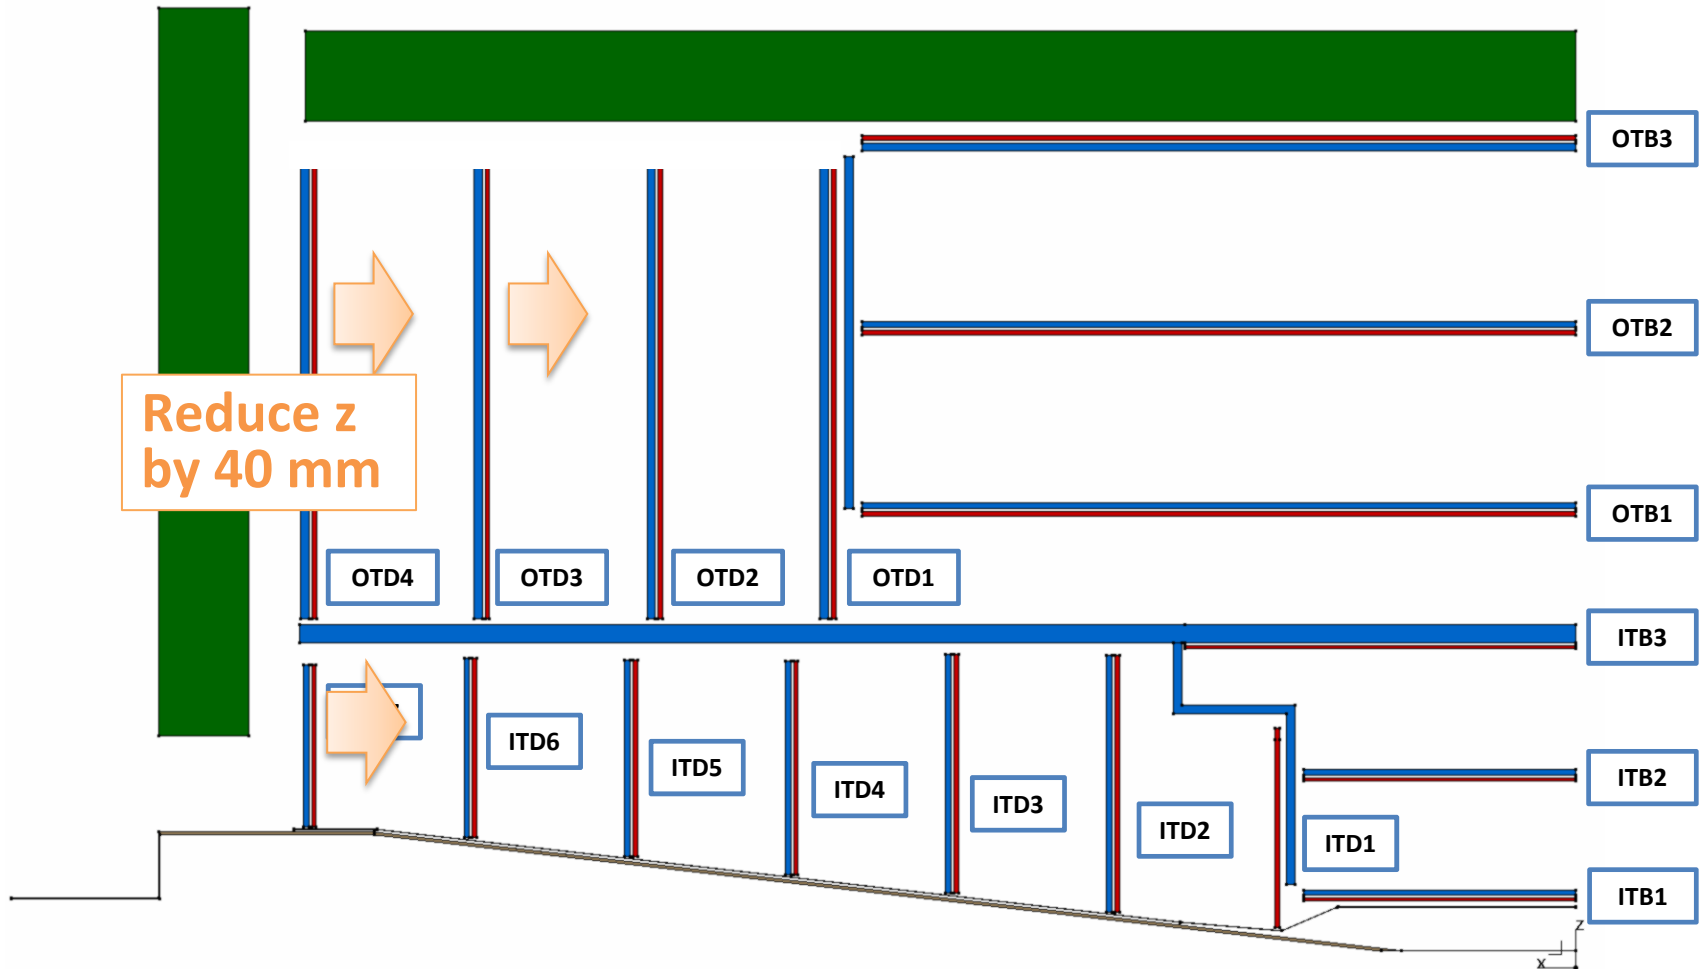 OTB3
OTB2
Reduce z
by 40 mm
OTB1
OTD4
OTD3
OTD2
OTD1
ITB3
ITD6
ITD5
ITD4
ITD3
ITD2
ITD1
ITB2
ITB1
Z
X